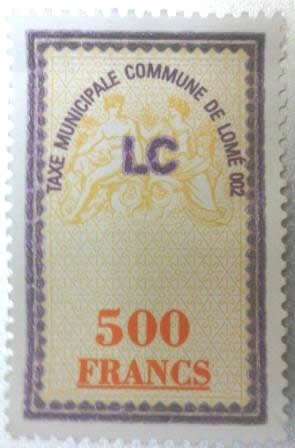 TAXE MUNICIPALE COMMUNE DE LOMÉ 002
LC
500
FRANCS